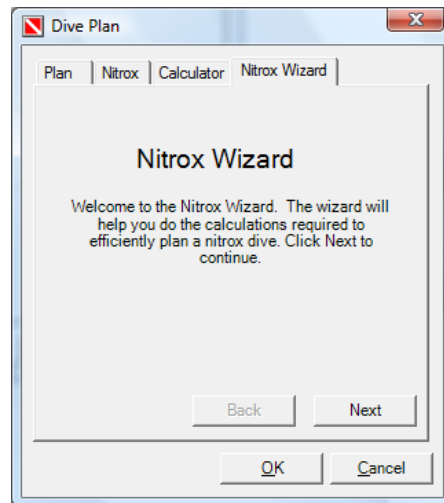 Dive Plan
Plan Nitrox Calculator Nitrox Wizard
Nitrox Wizard
Welcome to the Nitrox Wizard. The wizard will
help you do the calculations required to
efficiently plan a nitrox dive. Click Next to
continue.
Back Next
OK Cancel